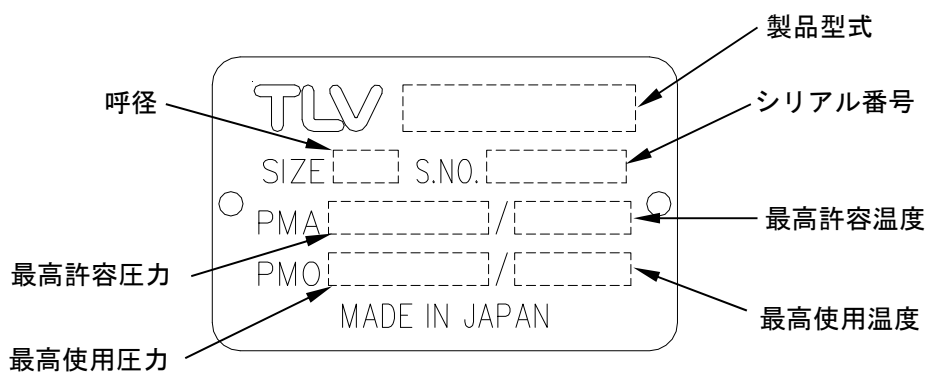 製品型式
呼径
TLV
シリアル番号
SIZE S.NO.
PMA /
最高許容温度
最高許容圧力
PMO /
MADE IN JAPAN
最高使用温度
最高使用圧力